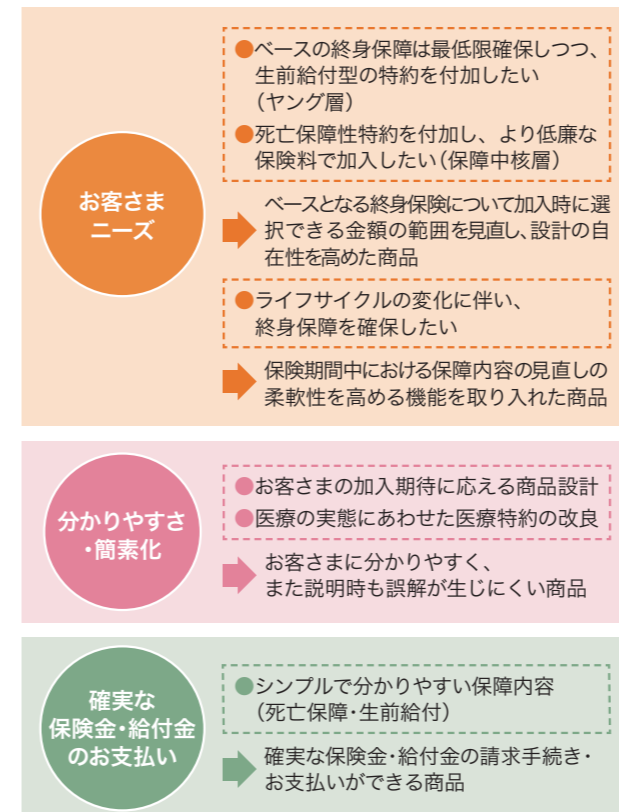 お客さま
ニーズ
●ベースの終身保障は最低限確保しつつ、
生前給付型の特約を付加したい
（ヤング層）
●死亡保障性特約を付加し、より低廉な
保険料で加入したい（保障中核層）
ベースとなる終身保険について加入時に選
択できる金額の範囲を見直し、設計の自
在性を高めた商品
●ライフサイクルの変化に伴い、
終身保障を確保したい
保険期間中における保障内容の見直しの
柔軟性を高める機能を取り入れた商品
分かりやすさ
・簡素化
●お客さまの加入期待に応える商品設計
●医療の実態にあわせた医療特約の改良
お客さまに分かりやすく、
また説明時も誤解が生じにくい商品
確実な
保険金・給付金
のお支払い
●シンプルで分かりやすい保障内容
（死亡保障・生前給付）
確実な保険金・給付金の請求手続き・
お支払いができる商品